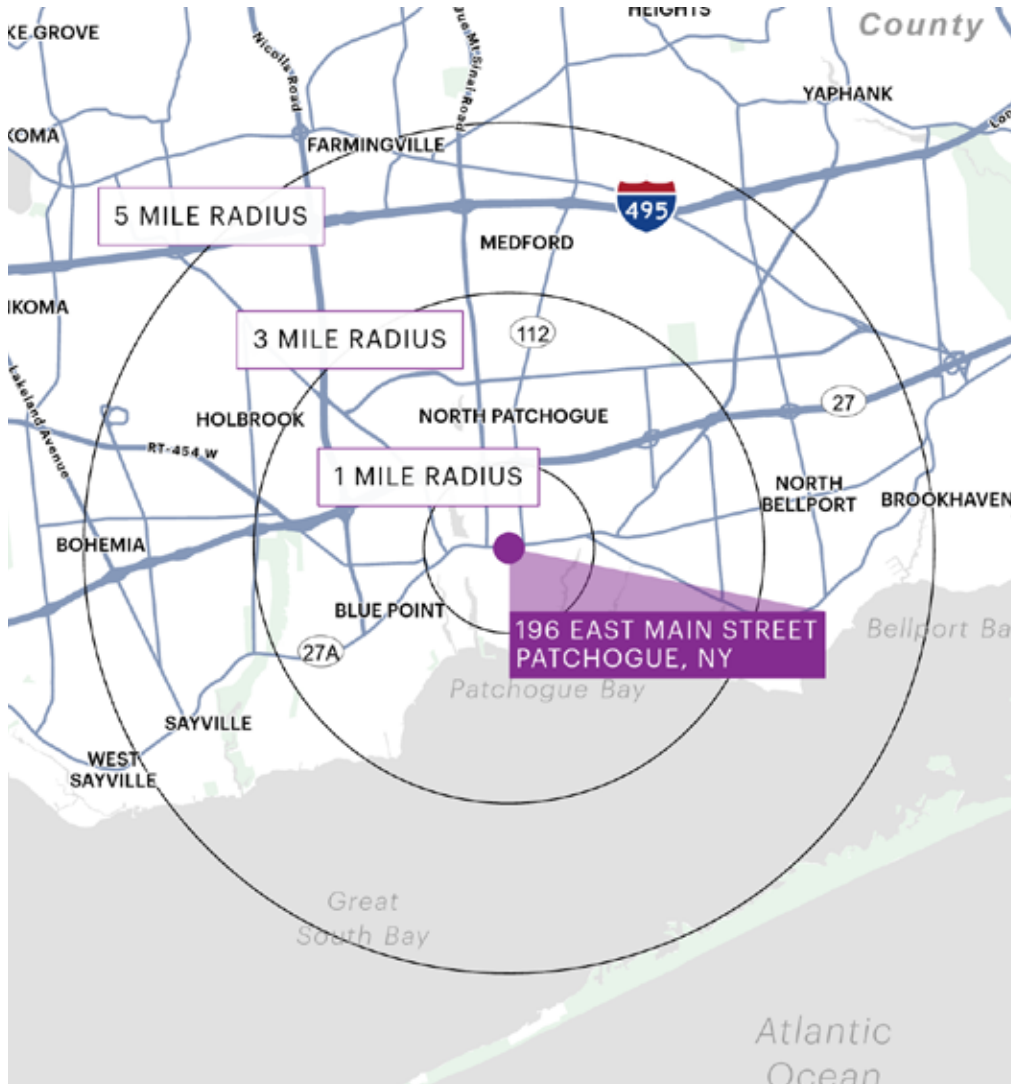 HEIGHTS
County
KE GROVE
Nicolls Road
gue-Mt Sinai Road
YAPHANK
KOMA
FARMINGVILLE
Lon
5 MILE RADIUS
495
MEDFORD
NKOMA
3 MILE RADIUS
112
Lakeland Avenue
HOLBROOK
NORTH PATCHOGUE
27
RT-454 W
1 MILE RADIUS
NORTH
BELLPORT
BROOKHAVEN
BOHEMIA
BLUE POINT
196 EAST MAIN STREET
PATCHOGUE, NY
Bellport Ba
27A
Patchogue Bay
SAYVILLE
WEST
SAYVILLE
Great
South Bay
Atlantic
Ocean